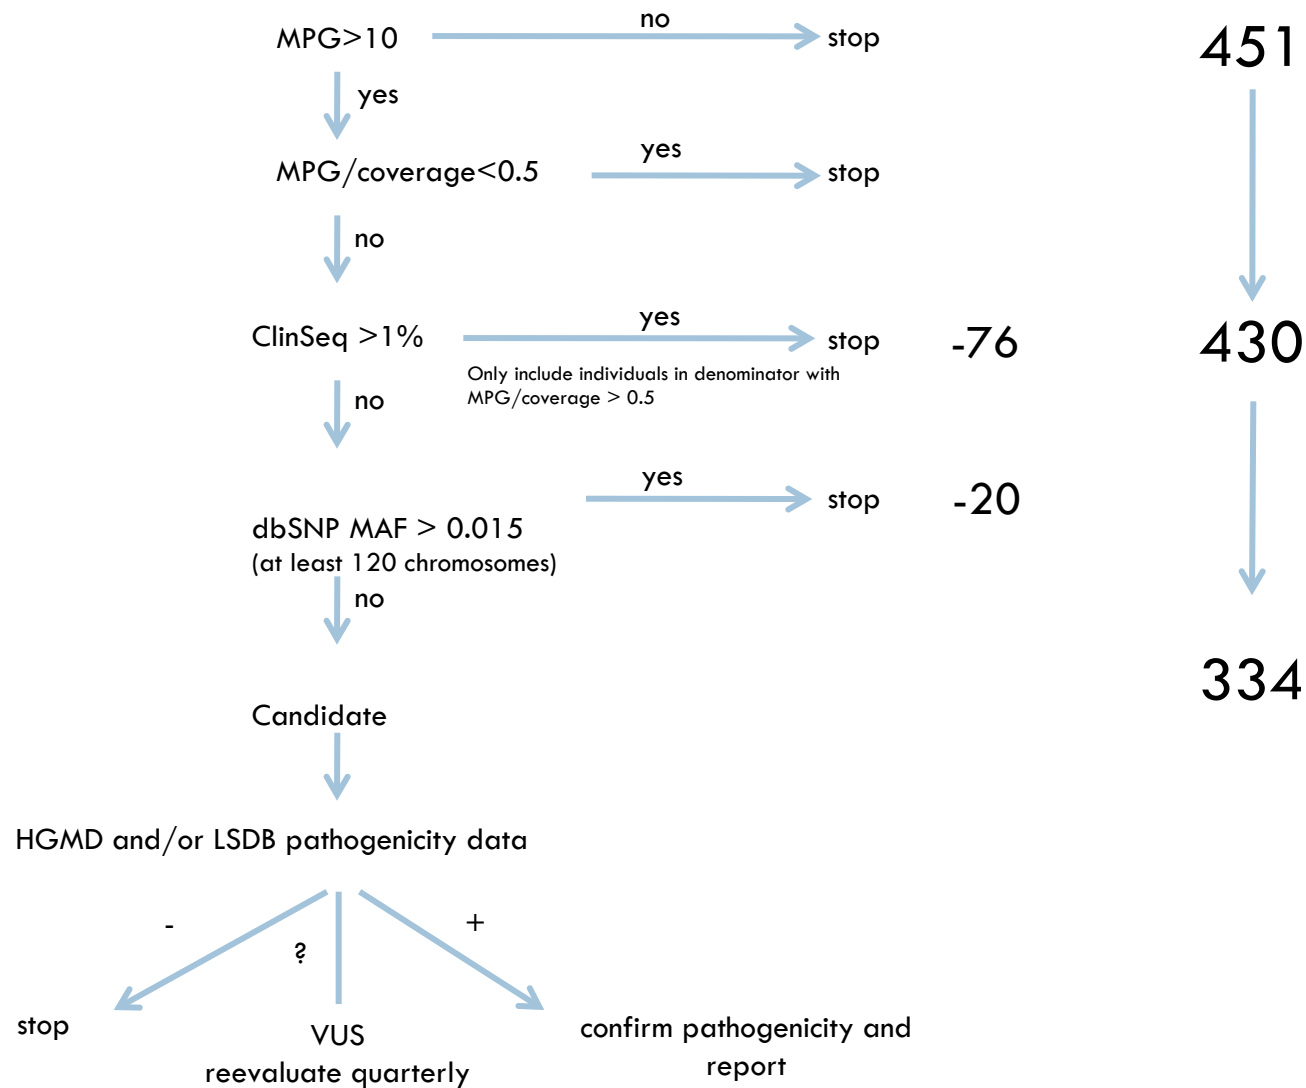 MPG>10
no
stop
451
yes
MPG/coverage<0.5
yes
stop
no
ClinSeq >1%
yes
stop
-76
430
Only include individuals in denominator with
MPG/coverage > 0.5
no
yes
stop
-20
dbSNP MAF > 0.015
(at least 120 chromosomes)
no
334
Candidate
HGMD and/or LSDB pathogenicity data
-
?
+
stop
VUS
reevaluate quarterly
confirm pathogenicity and
report